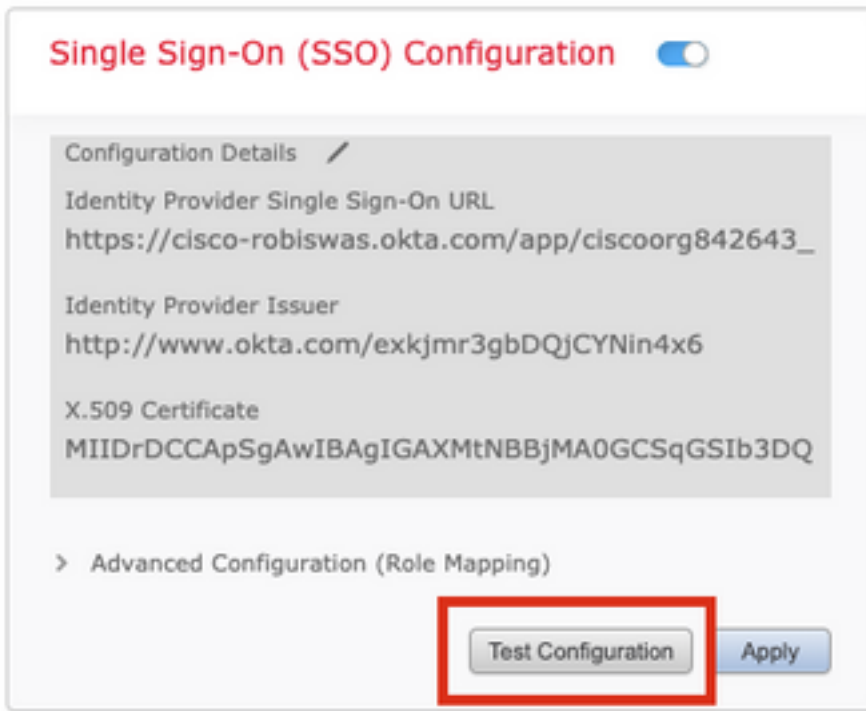 Single Sign-On (SSO) Configuration
Configuration Details
Identity Provider Single Sign-On URL
https://cisco-robiswas.okta.com/app/ciscoorg842643_
Identity Provider Issuer
http://www.okta.com/exkjmr3gbDQjCYNin4x6
X.509 Certificate
MIIDrDCCApSgAwIBAgIGAXMtNBBjMA0GCSqGSIb3DQ
> Advanced Configuration (Role Mapping)
Test Configuration
Apply